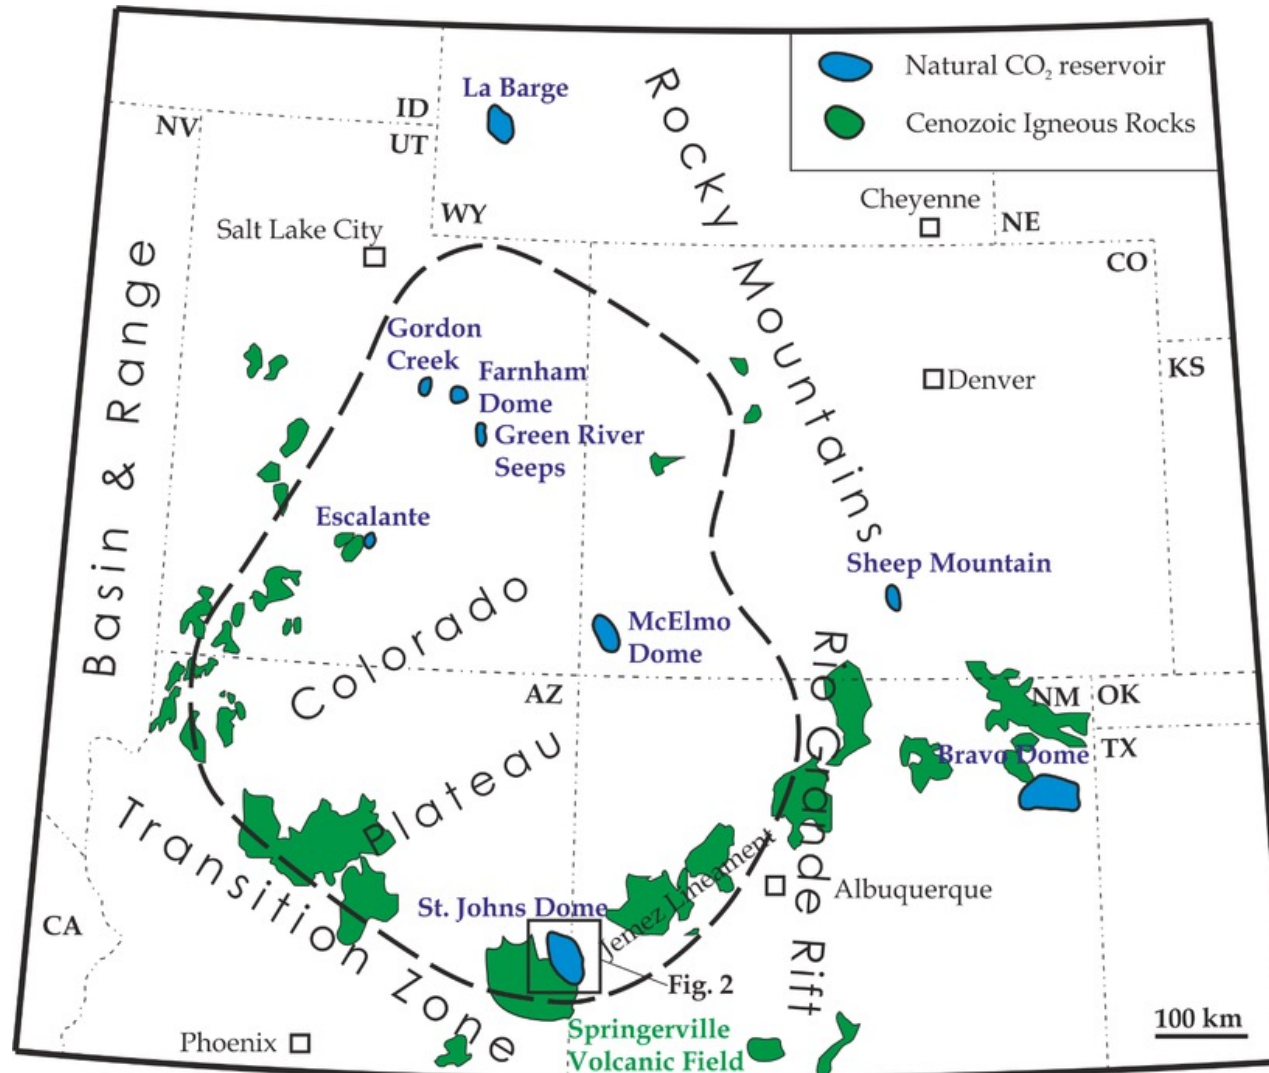 Natural CO₂ reservoir
Cenozoic Igneous Rocks
La Barge
Rocky Mountains
ID
NV
UT
WY
Cheyenne
NE
Salt Lake City
CO
Basin & Range
Gordon
Creek
Farnham
Dome
Green River
Seeps
KS
Denver
Escalante
Sheep Mountain
Colorado
Plateau
McElmo
Dome
AZ
NM
OK
TX
Rio Grande Rift
Bravo Dome
Transition zone
Jemez Lineament
Albuquerque
St. Johns Dome
CA
Fig. 2
Springerville
Volcanic Field
Phoenix
100 km